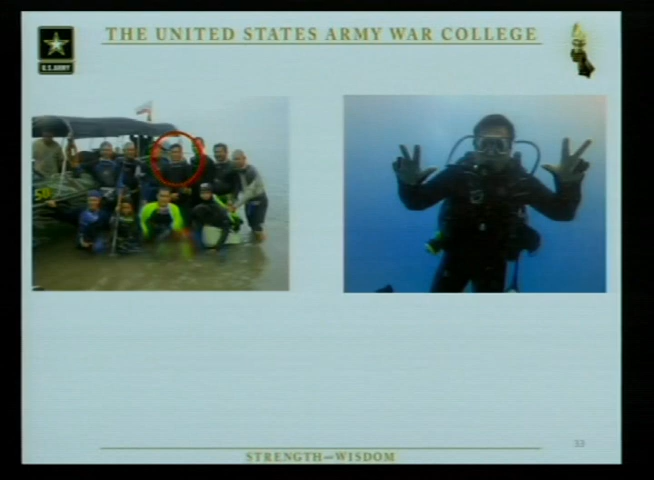 THE UNITED STATES ARMY WAR COLLEGE
U.S.ARMY
33
STRENGTH—WISDOM